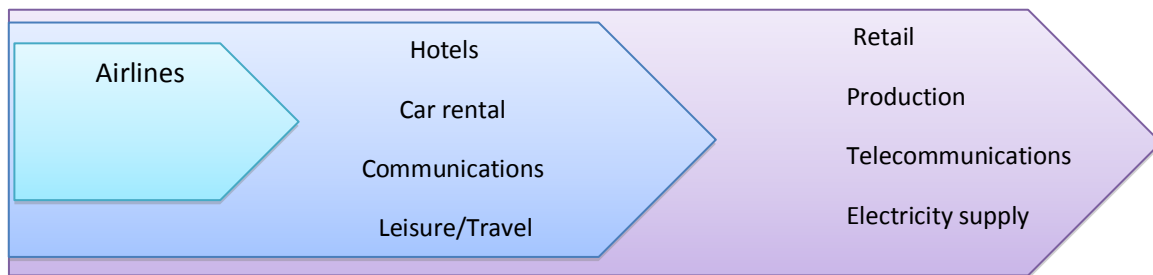 Airlines
Hotels
Car rental
Communications
Leisure/Travel
Retail
Production
Telecommunications
Electricity supply